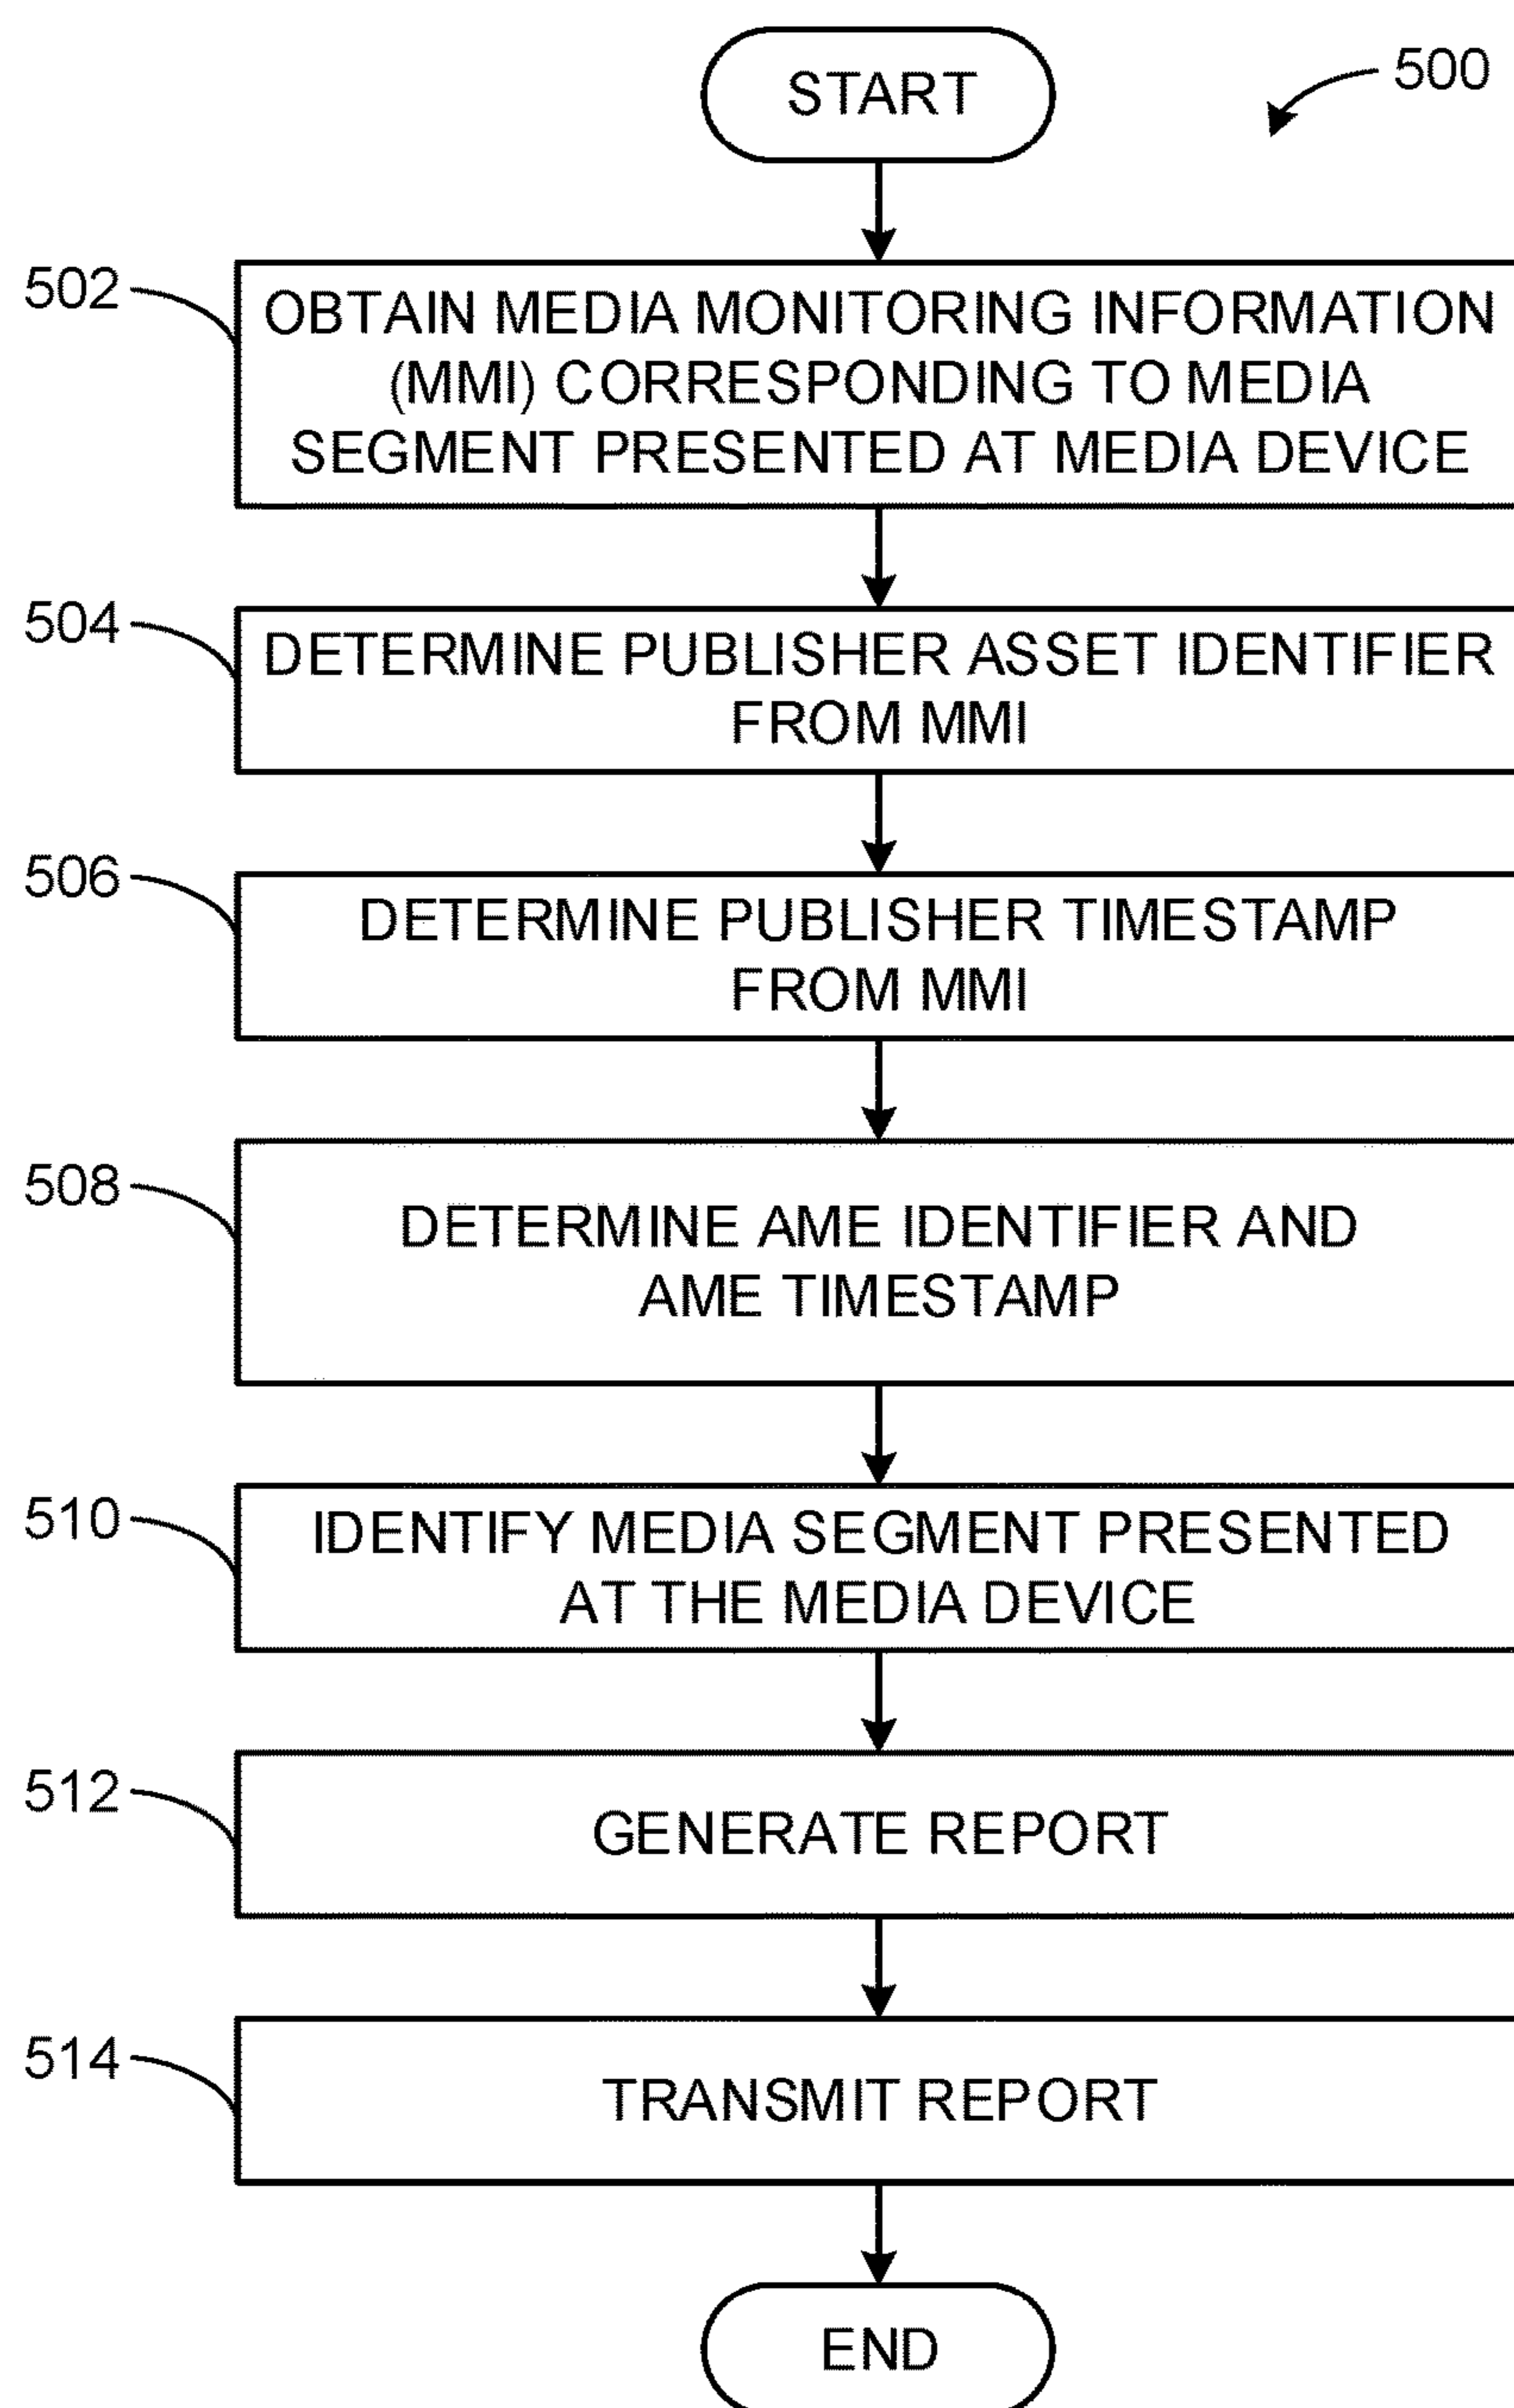 START
500
502
OBTAIN MEDIA MONITORING INFORMATION
(MMI) CORRESPONDING TO MEDIA
SEGMENT PRESENTED AT MEDIA DEVICE
504
DETERMINE PUBLISHER ASSET IDENTIFIER
FROM MMI
506
DETERMINE PUBLISHER TIMESTAMP
FROM MMI
508
DETERMINE AME IDENTIFIER AND
AME TIMESTAMP
510
IDENTIFY MEDIA SEGMENT PRESENTED
AT THE MEDIA DEVICE
512
GENERATE REPORT
514
TRANSMIT REPORT
END